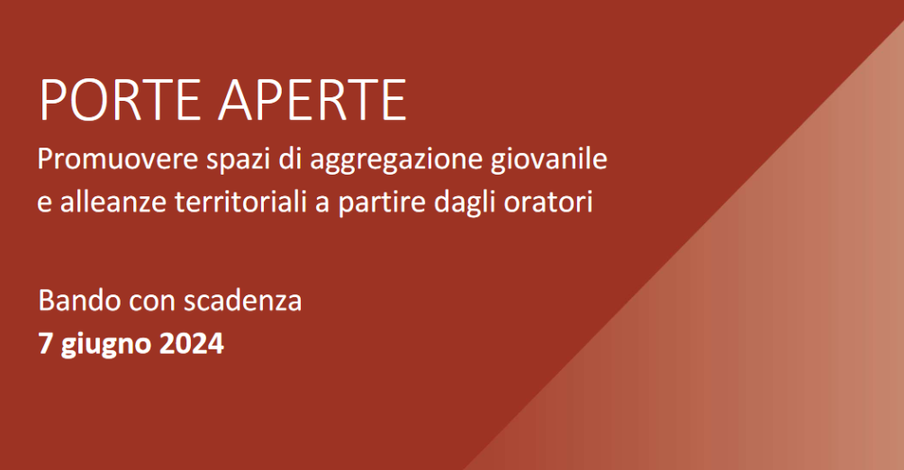 PORTE APERTE
Promuovere spazi di aggregazione giovanile
e alleanze territoriali a partire dagli oratori
Bando con scadenza
7 giugno 2024